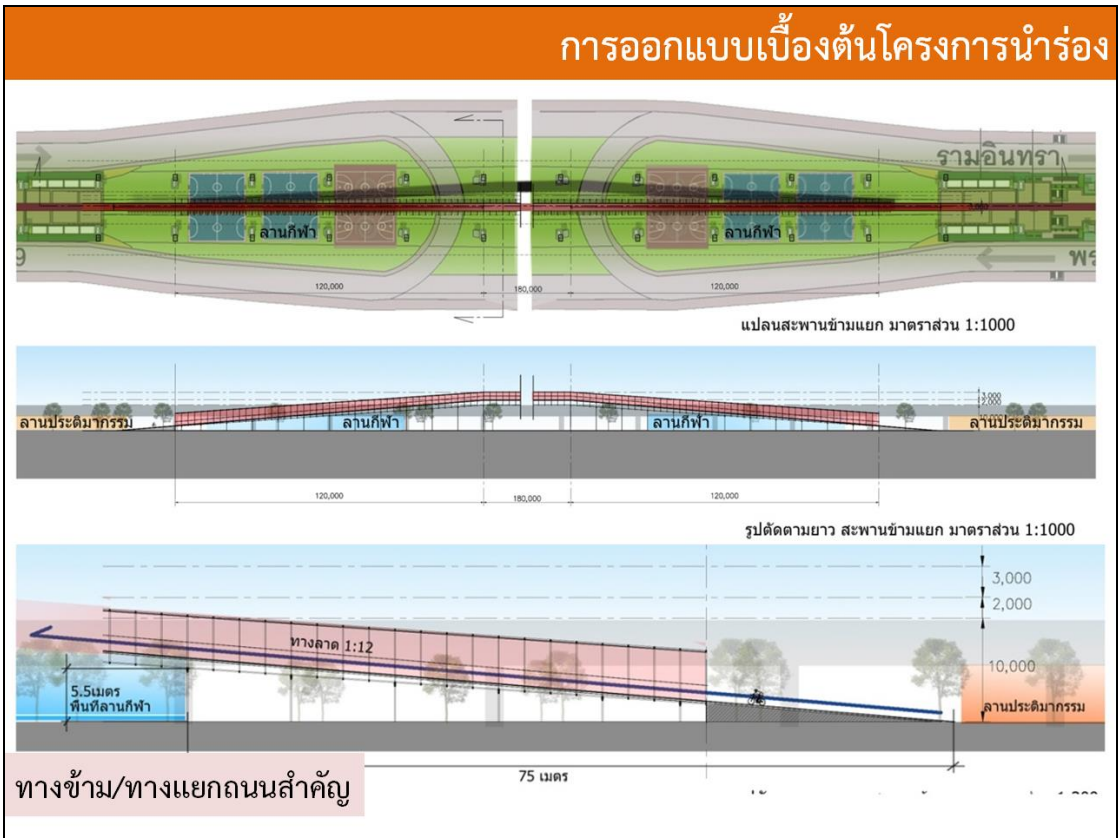 การออกแบบเบื้องต้นโครงการนำร่อง
รามอินทรา
ลานกีฬา
ลานกีฬา
9
พร
120,000
180,000
120,000
แปลนสะพานข้ามแยก มาตราส่วน 1:1000
3,000
2,000
ลานประติมากรรม
ลานกีฬา
ลานกีฬา
ลานประติมากรรม
120,000
180,000
120,000
รูปตัดตามยาว สะพานข้ามแยก มาตราส่วน 1:1000
3,000
2,000
ทางลาด 1:12
10,000
5.5เมตร
พื้นที่ลานกีฬา
ลานประติมากรรม
75 เมตร
ทางข้าม/ทางแยกถนนสำคัญ